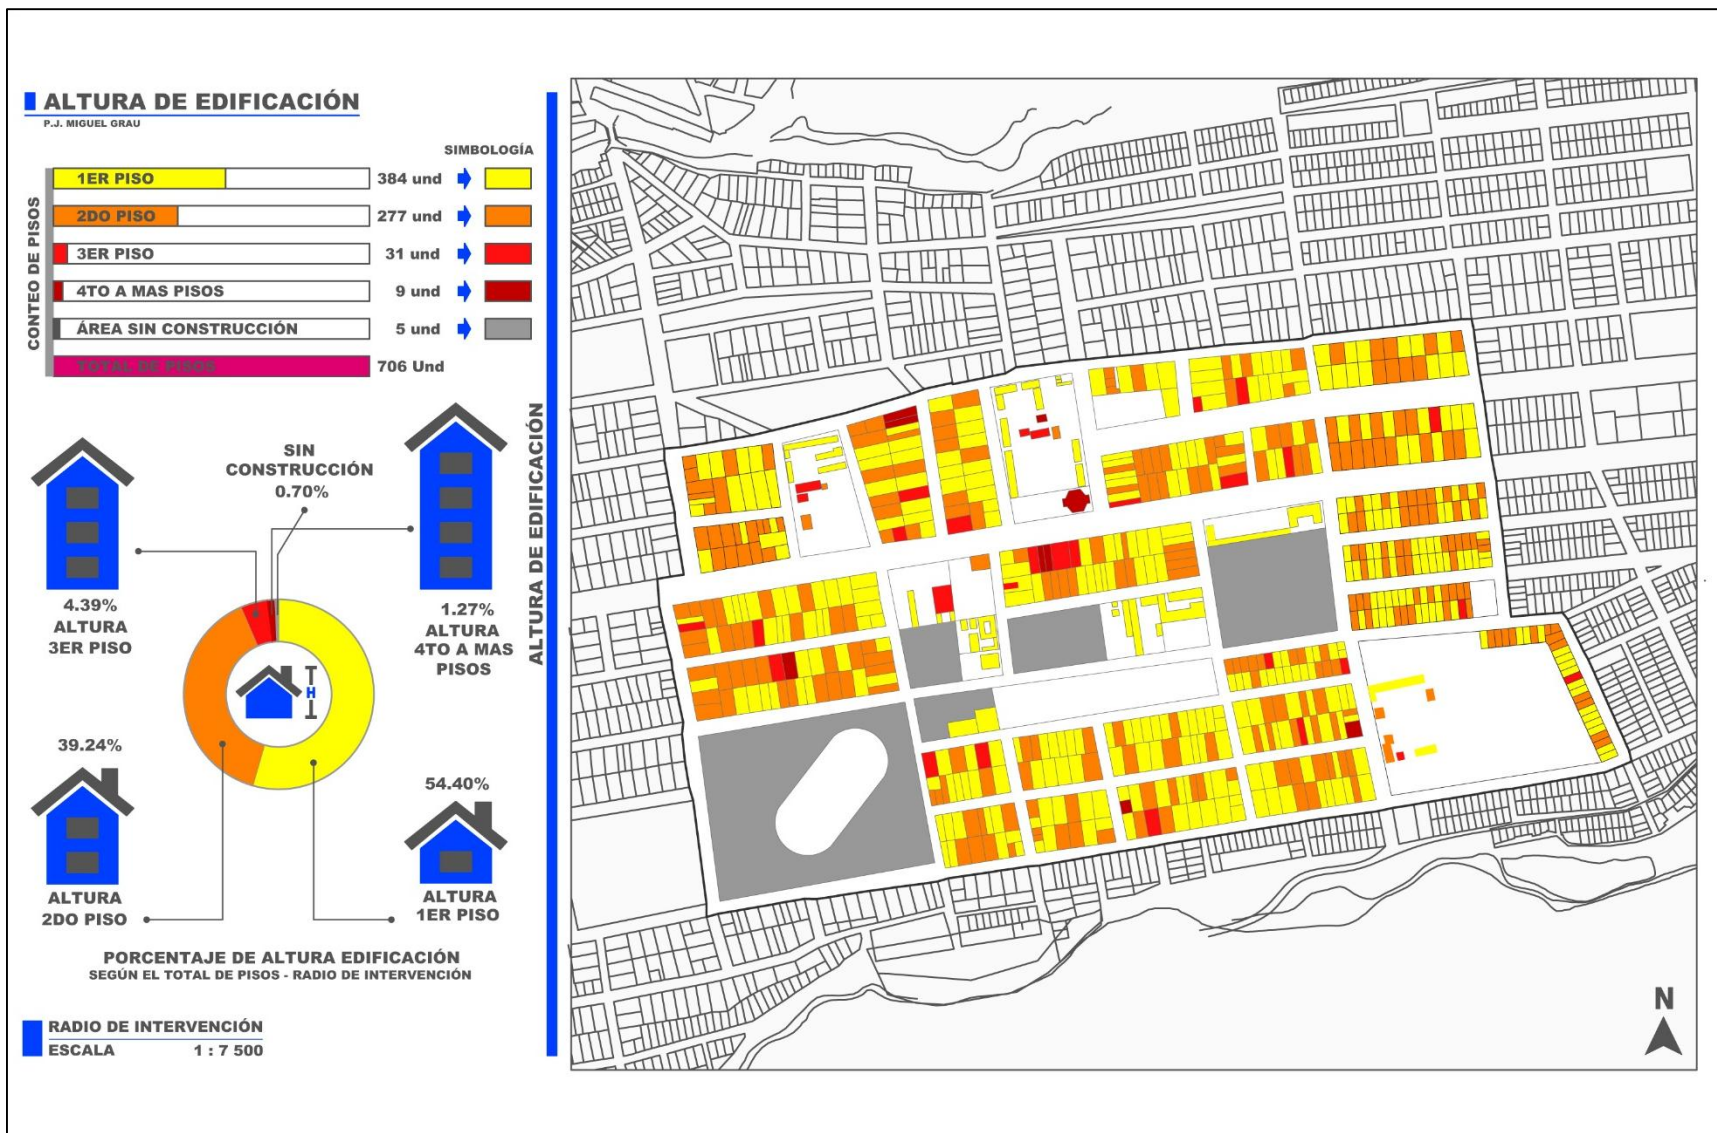 ALTURA DE EDIFICACIÓN
P.J. MIGUEL GRAU
SIMBOLOGÍA
CONTEO DE PISOS
1ER PISO 384 und
2DO PISO 277 und
3ER PISO 31 und
4TO A MAS PISOS 9 und
ÁREA SIN CONSTRUCCIÓN 5 und
TOTAL DE PISOS 706 Und
SIN
CONSTRUCCIÓN
0.70%
4.39%
ALTURA
3ER PISO
1.27%
ALTURA
4TO A MAS
PISOS
H
39.24%
ALTURA
2DO PISO
54.40%
ALTURA
1ER PISO
PORCENTAJE DE ALTURA EDIFICACIÓN
SEGÚN EL TOTAL DE PISOS - RADIO DE INTERVENCIÓN
RADIO DE INTERVENCIÓN
ESCALA 1 : 7 500
ALTURA DE EDIFICACIÓN
N